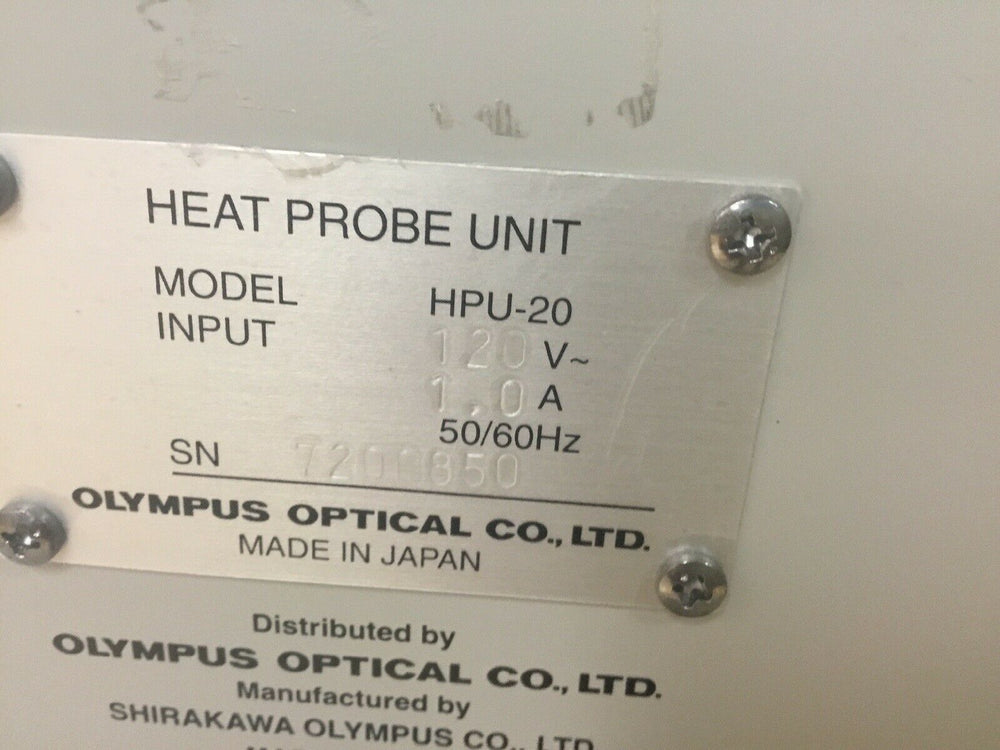 HEAT PROBE UNIT
MODEL HPU-20
INPUT 120 V~
1.0 A
50/60Hz
SN
OLYMPUS OPTICAL CO., LTD.
MADE IN JAPAN
Distributed by
OLYMPUS OPTICAL CO., LTD.
Manufactured by
SHIRAKAWA OLYMPUS CO., LTD.